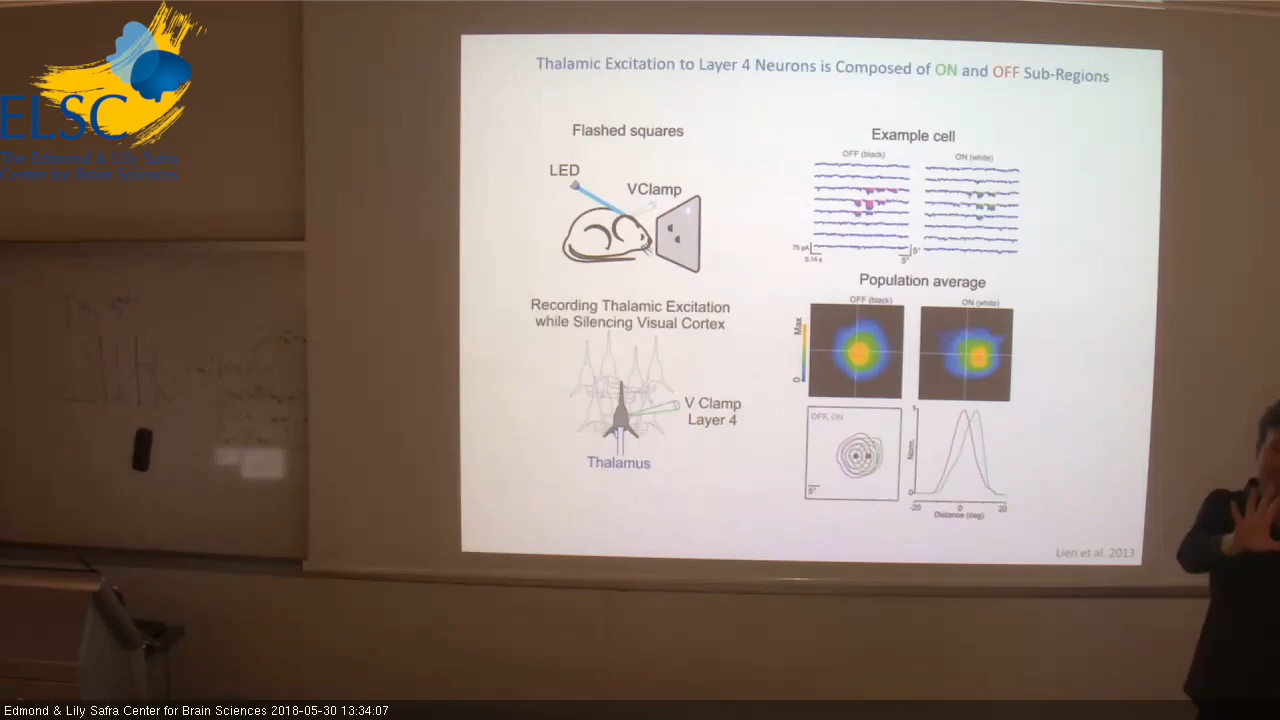 ELSC
The Edmond & Lily Safra
Center for Brain Sciences
Thalamic Excitation to Layer 4 Neurons is Composed of ON and OFF Sub-Regions
Flashed squares
LED
VClamp
Recording Thalamic Excitation
while Silencing Visual Cortex
V Clamp
Layer 4
Thalamus
Example cell
OFF (black)
ON (white)
75 pA
0.14 s
5°
5°
Population average
OFF (black)
ON (white)
Max
0
OFF, ON
5°
1
Norm.
0
-20
0
20
Distance (deg)
Lien et al. 2013
Edmond & Lily Safra Center for Brain Sciences 2018-05-30 13:34:07